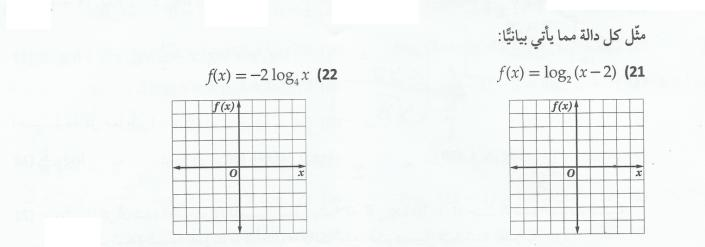 مثّل كل دالة مما يأتي بيانيًّا:
21) f(x) = log₂ (x − 2)
22) f(x) = −2 log₄ x
f(x)
O
x
f(x)
O
x